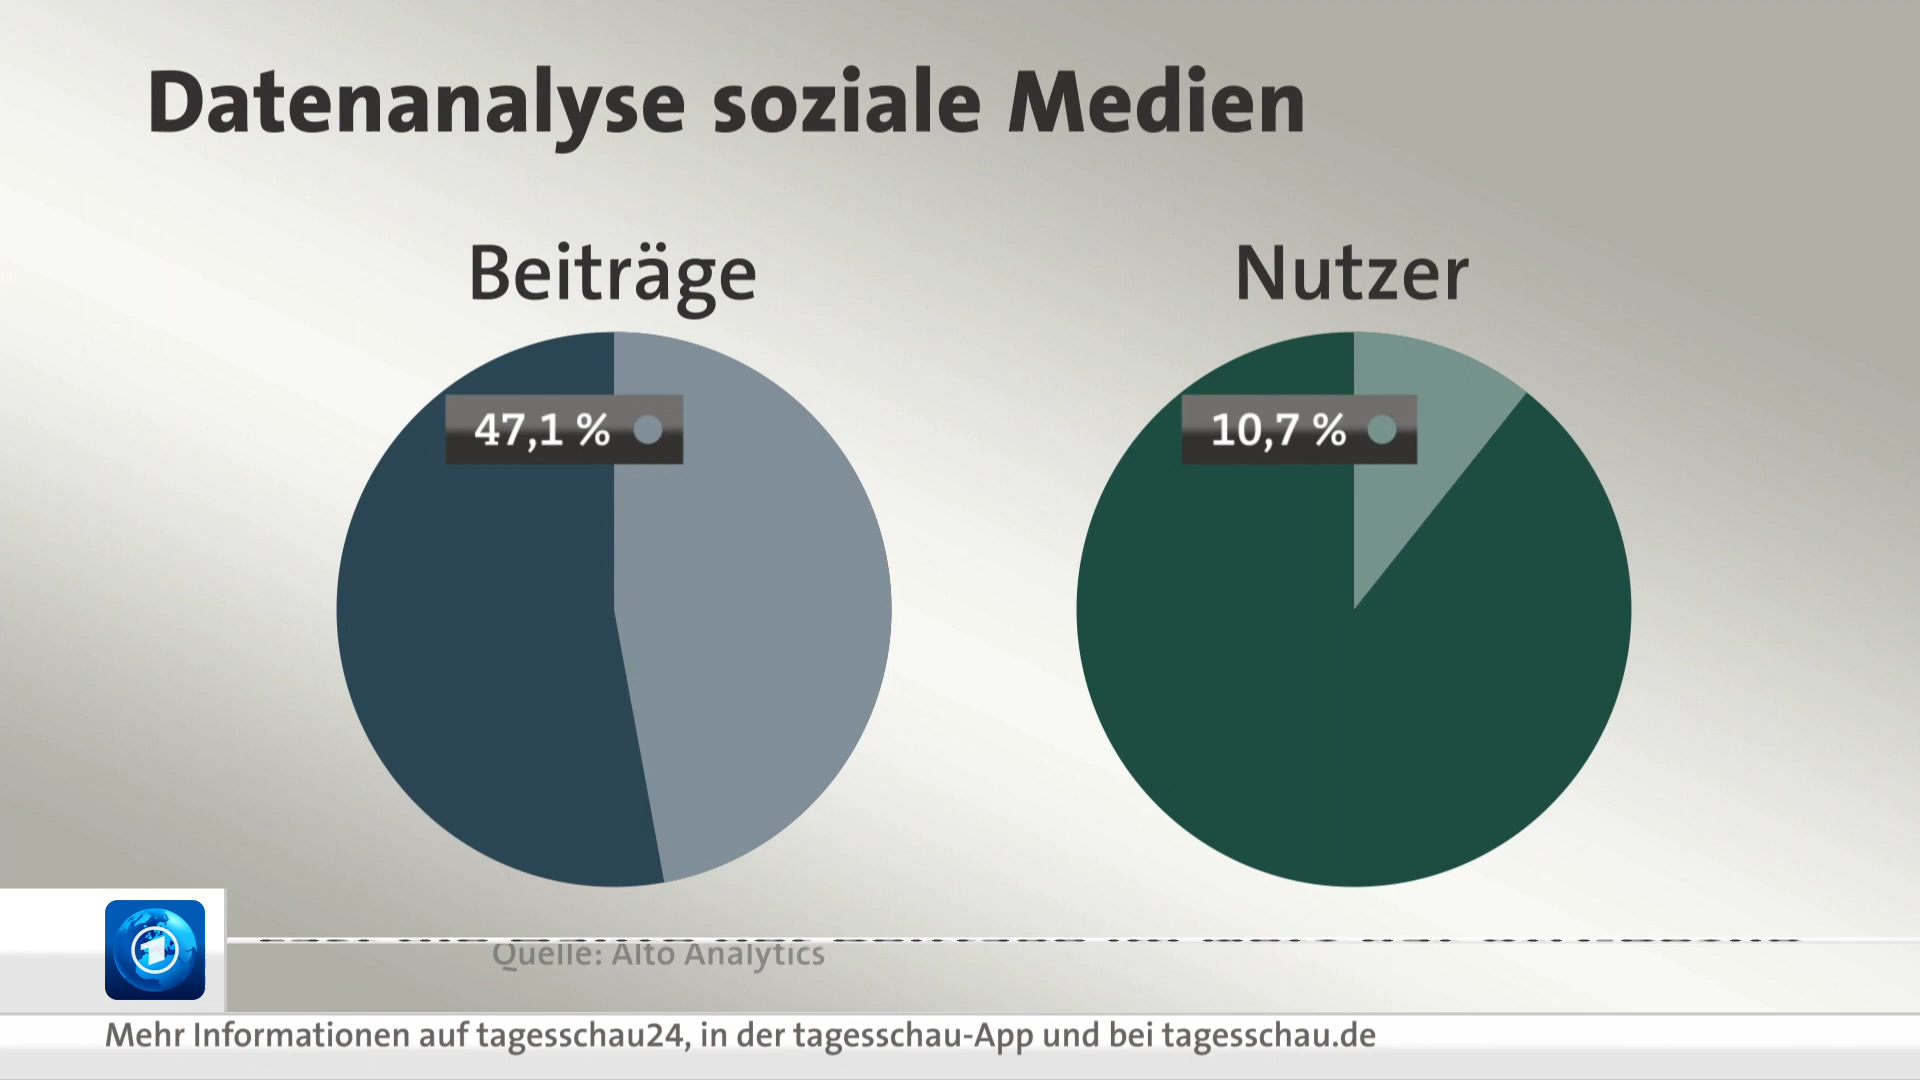 Datenanalyse soziale Medien
Beiträge
Nutzer
47,1 %
10,7 %
1
Quelle: Alto Analytics
Mehr Informationen auf tagesschau24, in der tagesschau-App und bei tagesschau.de